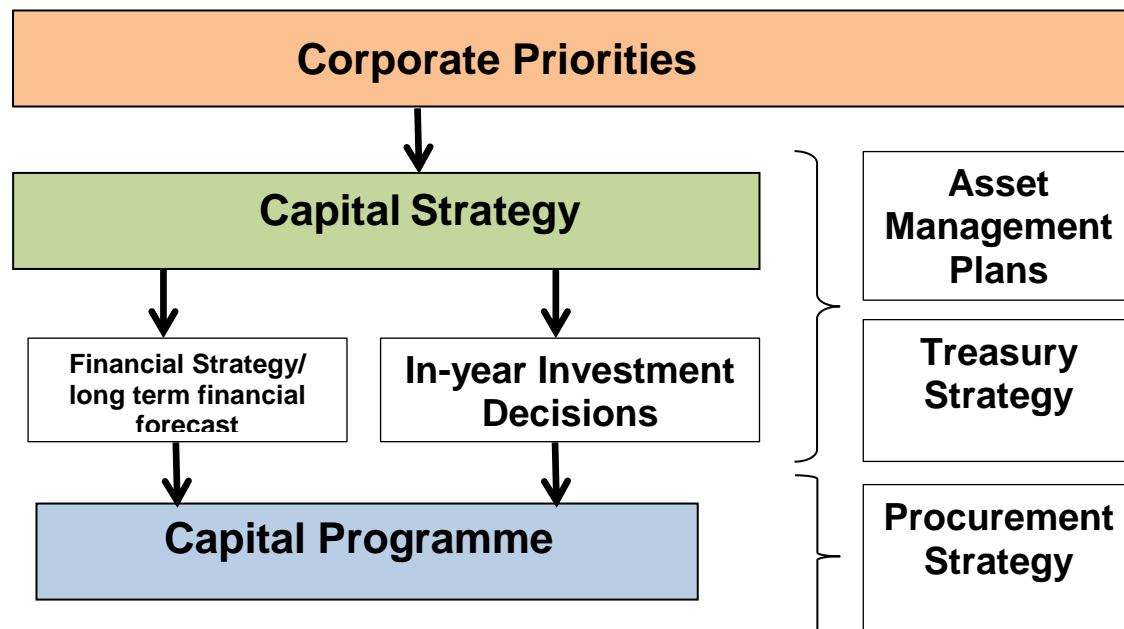 Corporate Priorities
Capital Strategy
Asset
Management
Plans
Financial Strategy/
long term financial
forecast
In-year Investment
Decisions
Treasury
Strategy
Capital Programme
Procurement
Strategy